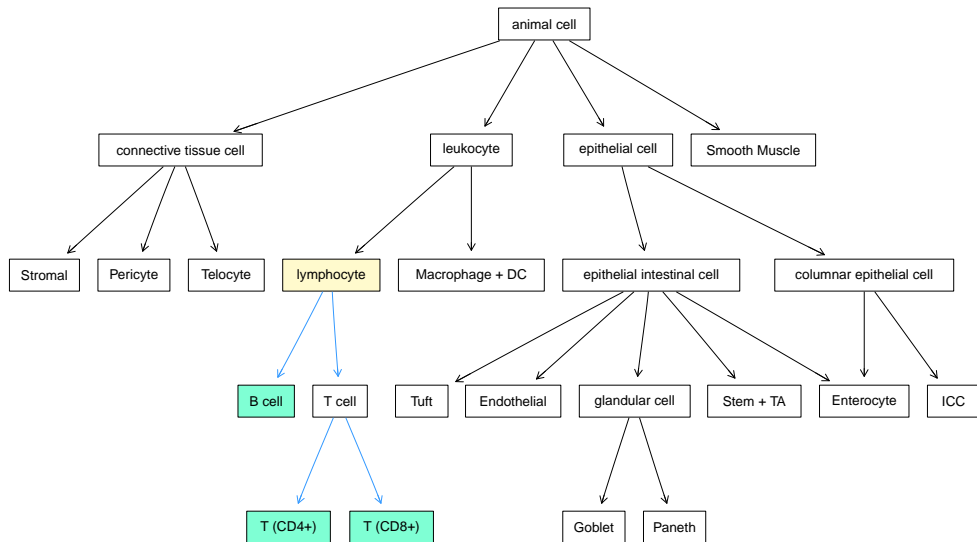 animal cell
connective tissue cell
leukocyte
epithelial cell
Smooth Muscle
Stromal
Pericyte
Telocyte
lymphocyte
Macrophage + DC
epithelial intestinal cell
columnar epithelial cell
B cell
T cell
Tuft
Endothelial
glandular cell
Stem + TA
Enterocyte
ICC
T (CD4+)
T (CD8+)
Goblet
Paneth